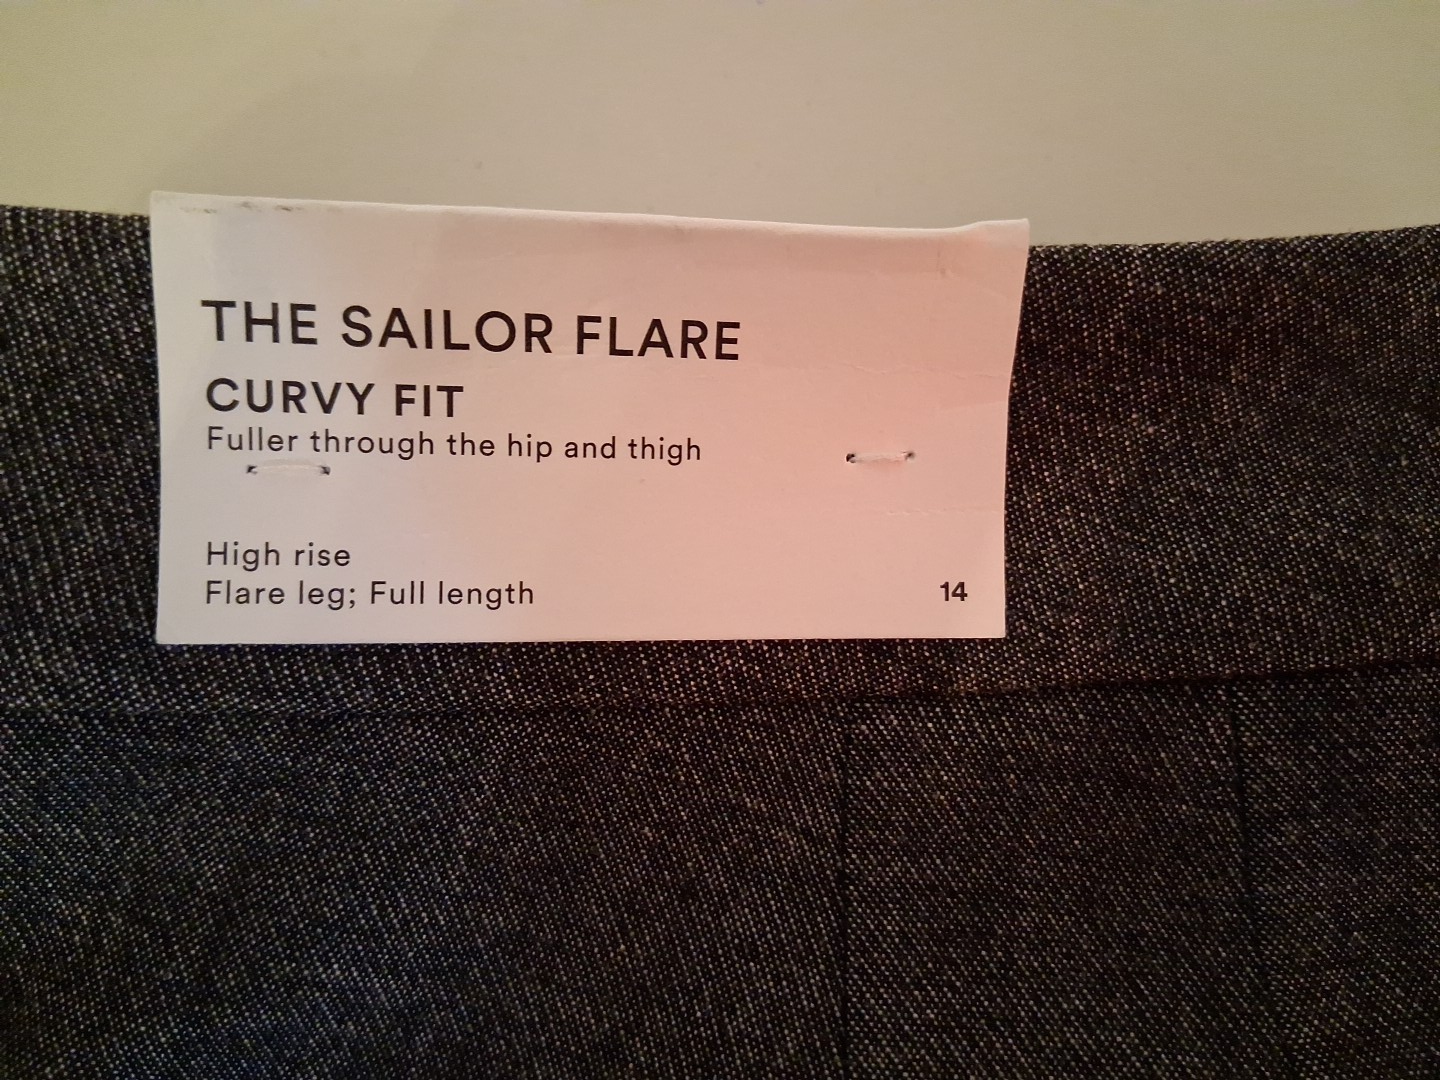 THE SAILOR FLARE
CURVY FIT
Fuller through the hip and thigh
High rise
Flare leg; Full length
14